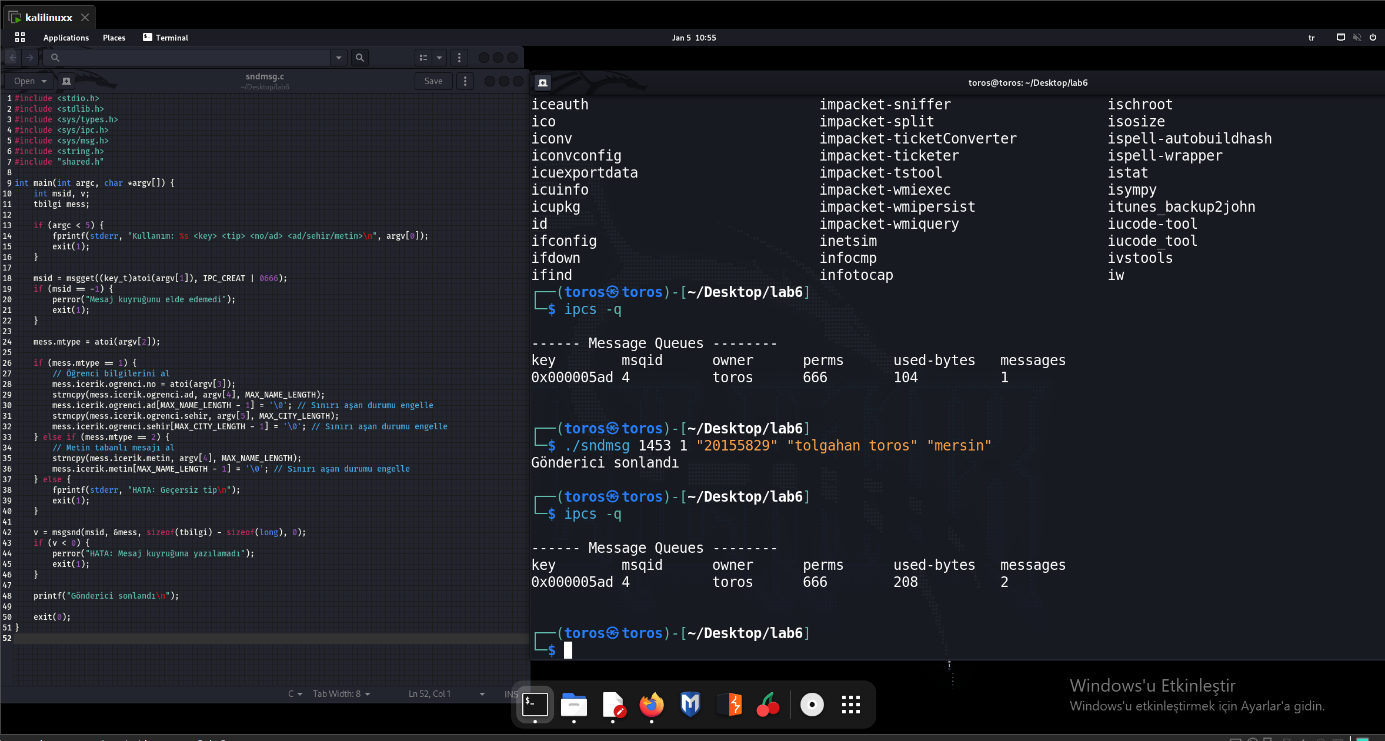 kalilinuxx
Applications Places Terminal Jan 5 10:55 tr
Open sndmsg.c Save
~/Desktop/lab6
1 #include <stdio.h>
2 #include <stdlib.h>
3 #include <sys/types.h>
4 #include <sys/ipc.h>
5 #include <sys/msg.h>
6 #include <string.h>
7 #include "shared.h"
8
9 int main(int argc, char *argv[]) {
10     int msid, v;
11     tbilgi mess;
12
13     if (argc < 5) {
14         fprintf(stderr, "Kullanım: %s <key> <tip> <no/ad> <ad/sehir/metin>\n", argv[0]);
15         exit(1);
16     }
17
18     msid = msgget((key_t)atoi(argv[1]), IPC_CREAT | 0666);
19     if (msid == -1) {
20         perror("Mesaj kuyruğunu elde edemedi");
21         exit(1);
22     }
23
24     mess.mtype = atoi(argv[2]);
25
26     if (mess.mtype == 1) {
27         // Öğrenci bilgilerini al
28         mess.icerik.ogrenci.no = atoi(argv[3]);
29         strncpy(mess.icerik.ogrenci.ad, argv[4], MAX_NAME_LENGTH);
30         mess.icerik.ogrenci.ad[MAX_NAME_LENGTH - 1] = '\0'; // Sınırı aşan durumu engelle
31         strncpy(mess.icerik.ogrenci.sehir, argv[5], MAX_CITY_LENGTH);
32         mess.icerik.ogrenci.sehir[MAX_CITY_LENGTH - 1] = '\0'; // Sınırı aşan durumu engelle
33     } else if (mess.mtype == 2) {
34         // Metin tabanlı mesajı al
35         strncpy(mess.icerik.metin, argv[4], MAX_NAME_LENGTH);
36         mess.icerik.metin[MAX_NAME_LENGTH - 1] = '\0'; // Sınırı aşan durumu engelle
37     } else {
38         fprintf(stderr, "HATA: Geçersiz tip\n");
39         exit(1);
40     }
41
42     v = msgsnd(msid, &mess, sizeof(tbilgi) - sizeof(long), 0);
43     if (v < 0) {
44         perror("HATA: Mesaj kuyruğuna yazılamadı");
45         exit(1);
46     }
47
48     printf("Gönderici sonlandı\n");
49
50     exit(0);
51 }
52
C Tab Width: 8 Ln 52, Col 1 INS
toros@toros: ~/Desktop/lab6
iceauth impacket-sniffer ischroot
ico impacket-split isosize
iconv impacket-ticketConverter ispell-autobuildhash
iconvconfig impacket-ticketer ispell-wrapper
icuexportdata impacket-tstool istat
icuinfo impacket-wmiexec isympy
icupkg impacket-wmipersist itunes_backup2john
id impacket-wmiquery iucode-tool
ifconfig inetsim iucode_tool
ifdown infocmp ivstools
ifind infotocap iw
┌──(toros㉿toros)-[~/Desktop/lab6]
└─$ ipcs -q
------ Message Queues --------
key msqid owner perms used-bytes messages
0x000005ad 4 toros 666 104 1
┌──(toros㉿toros)-[~/Desktop/lab6]
└─$ ./sndmsg 1453 1 "20155829" "tolgahan toros" "mersin"
Gönderici sonlandı
┌──(toros㉿toros)-[~/Desktop/lab6]
└─$ ipcs -q
------ Message Queues --------
key msqid owner perms used-bytes messages
0x000005ad 4 toros 666 208 2
┌──(toros㉿toros)-[~/Desktop/lab6]
└─$
Windows'u Etkinleştir
Windows'u etkinleştirmek için Ayarlar'a gidin.